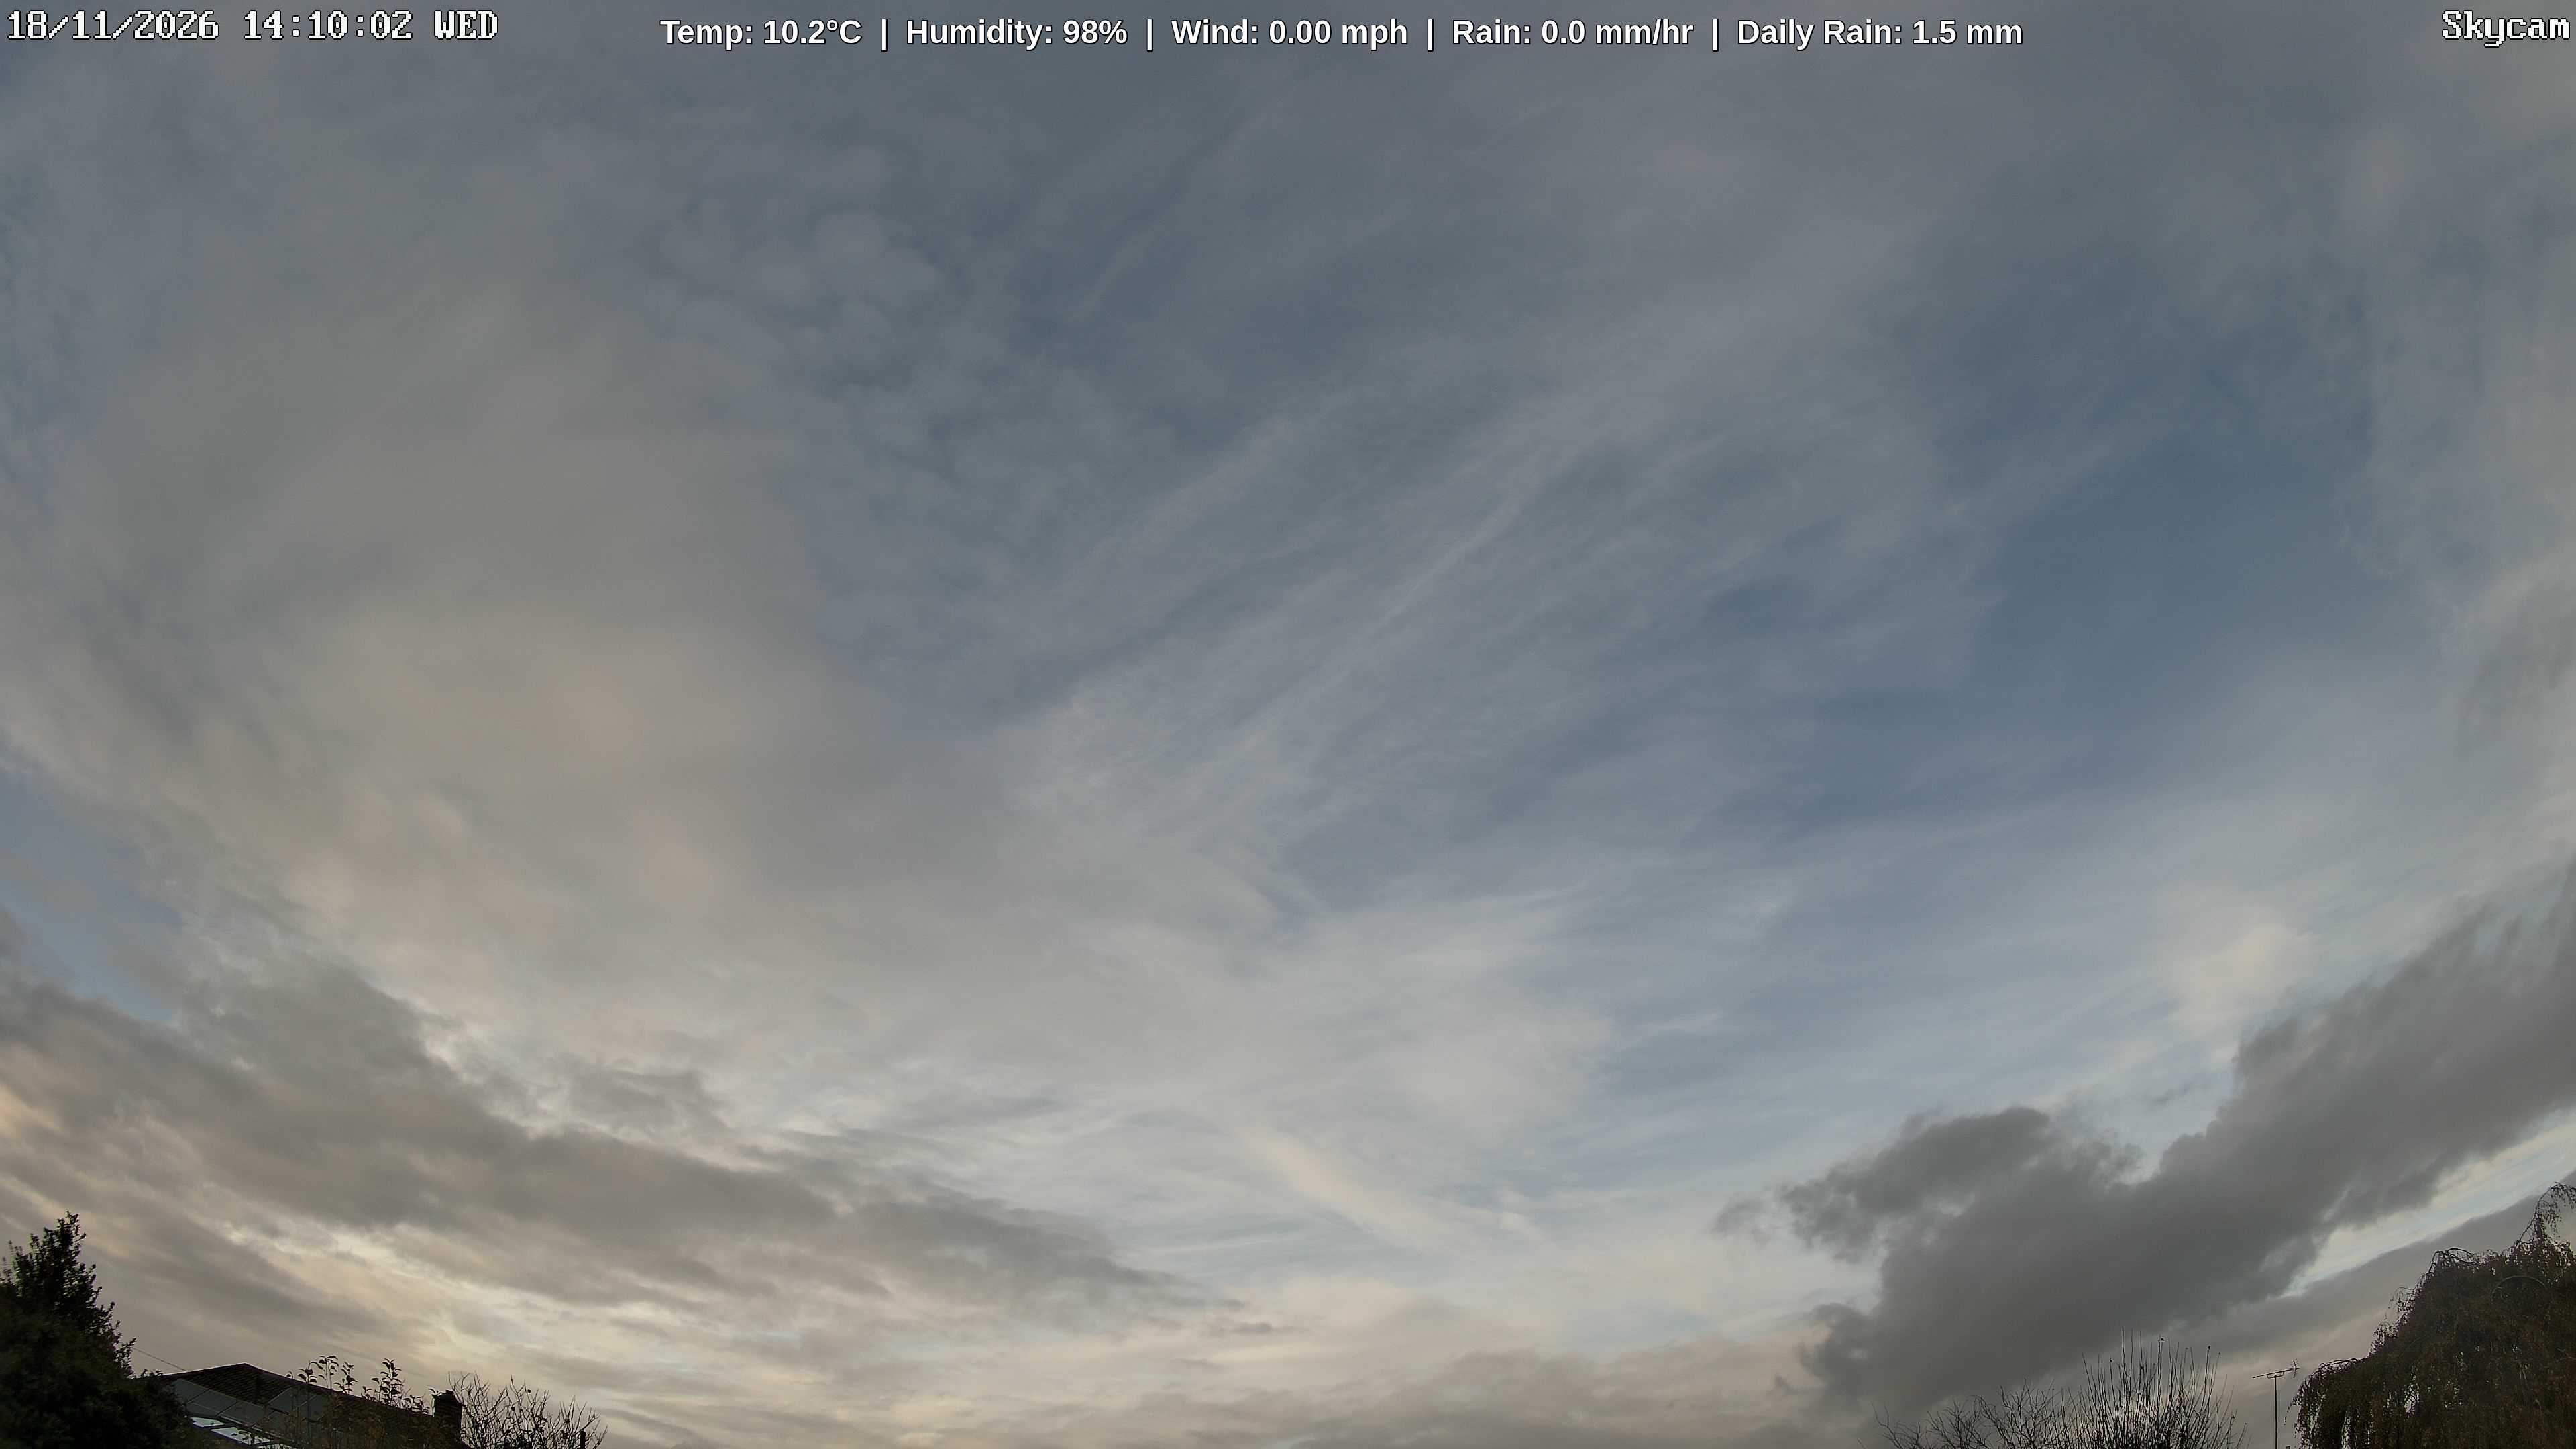 18/11/2026 14:10:02 WED
Temp: 10.2°C | Humidity: 98% | Wind: 0.00 mph | Rain: 0.0 mm/hr | Daily Rain: 1.5 mm
Skycam